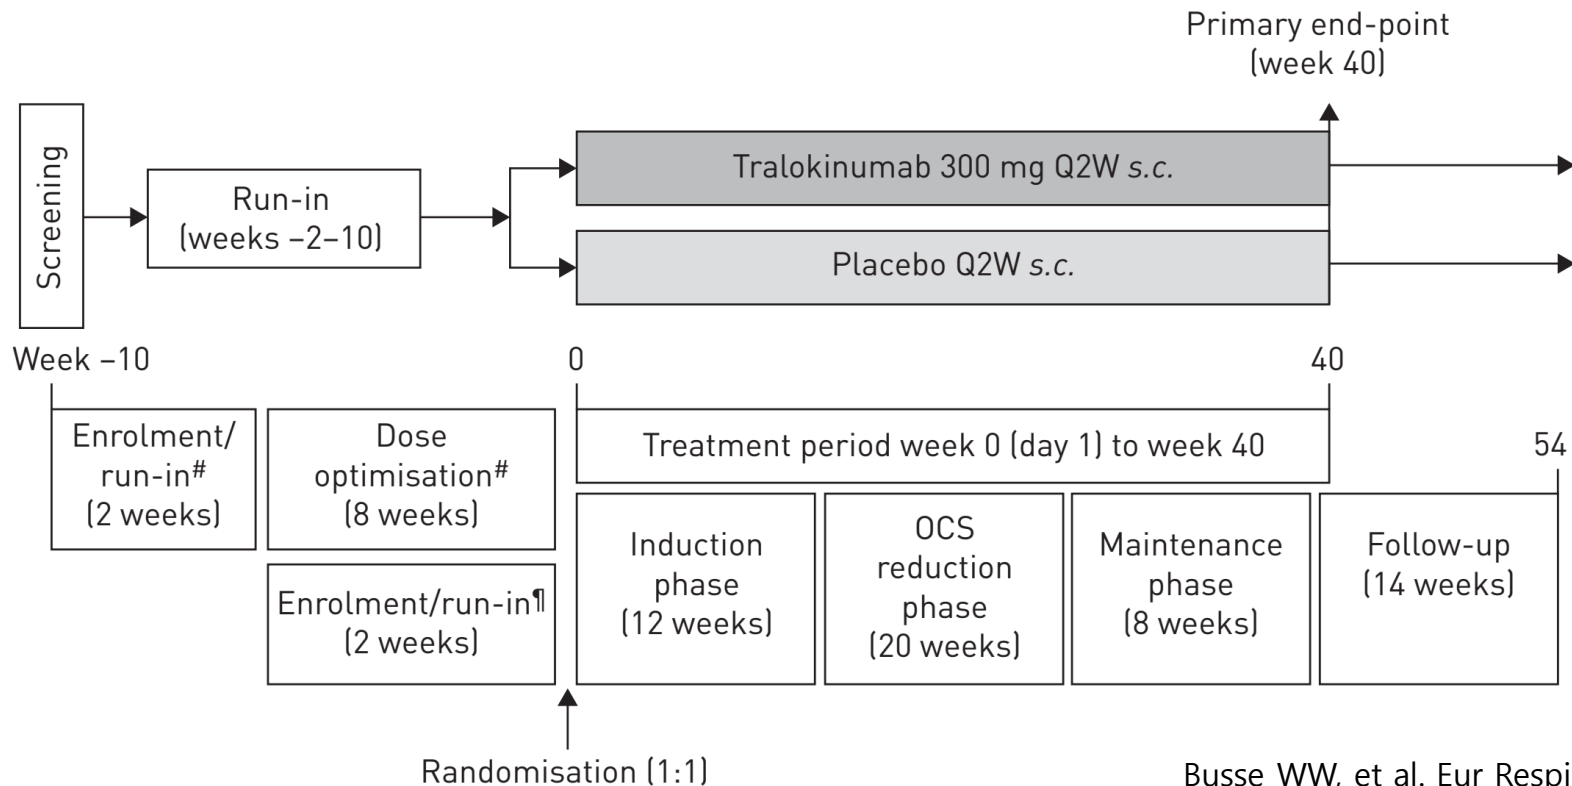 Primary end-point
(week 40)
Screening
Run-in
(weeks –2–10)
Tralokinumab 300 mg Q2W s.c.
Placebo Q2W s.c.
Week –10
0
40
Enrolment/
run-in#
(2 weeks)
Dose
optimisation#
(8 weeks)
Treatment period week 0 (day 1) to week 40
54
Enrolment/run-in¶
(2 weeks)
Induction
phase
(12 weeks)
OCS
reduction
phase
(20 weeks)
Maintenance
phase
(8 weeks)
Follow-up
(14 weeks)
Randomisation (1:1)
Busse WW, et al. Eur Respi